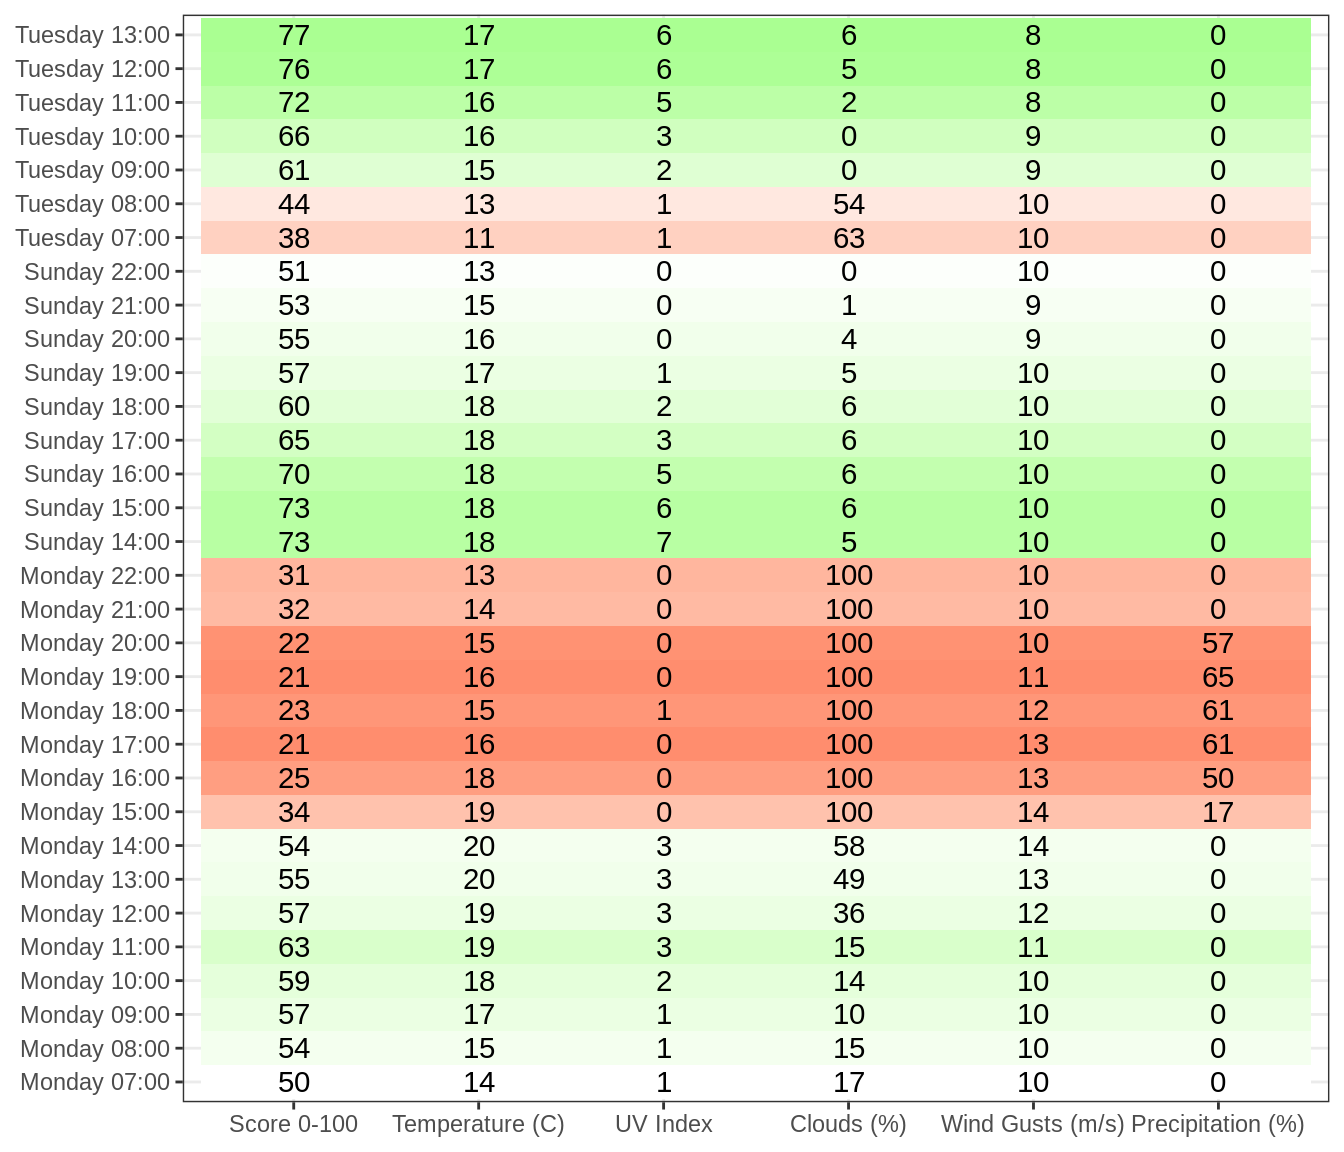 Tuesday 13:00 77 17 6 6 8 0
Tuesday 12:00 76 17 6 5 8 0
Tuesday 11:00 72 16 5 2 8 0
Tuesday 10:00 66 16 3 0 9 0
Tuesday 09:00 61 15 2 0 9 0
Tuesday 08:00 44 13 1 54 10 0
Tuesday 07:00 38 11 1 63 10 0
Sunday 22:00 51 13 0 0 10 0
Sunday 21:00 53 15 0 1 9 0
Sunday 20:00 55 16 0 4 9 0
Sunday 19:00 57 17 1 5 10 0
Sunday 18:00 60 18 2 6 10 0
Sunday 17:00 65 18 3 6 10 0
Sunday 16:00 70 18 5 6 10 0
Sunday 15:00 73 18 6 6 10 0
Sunday 14:00 73 18 7 5 10 0
Monday 22:00 31 13 0 100 10 0
Monday 21:00 32 14 0 100 10 0
Monday 20:00 22 15 0 100 10 57
Monday 19:00 21 16 0 100 11 65
Monday 18:00 23 15 1 100 12 61
Monday 17:00 21 16 0 100 13 61
Monday 16:00 25 18 0 100 13 50
Monday 15:00 34 19 0 100 14 17
Monday 14:00 54 20 3 58 14 0
Monday 13:00 55 20 3 49 13 0
Monday 12:00 57 19 3 36 12 0
Monday 11:00 63 19 3 15 11 0
Monday 10:00 59 18 2 14 10 0
Monday 09:00 57 17 1 10 10 0
Monday 08:00 54 15 1 15 10 0
Monday 07:00 50 14 1 17 10 0
Score 0-100 Temperature (C) UV Index Clouds (%) Wind Gusts (m/s) Precipitation (%)